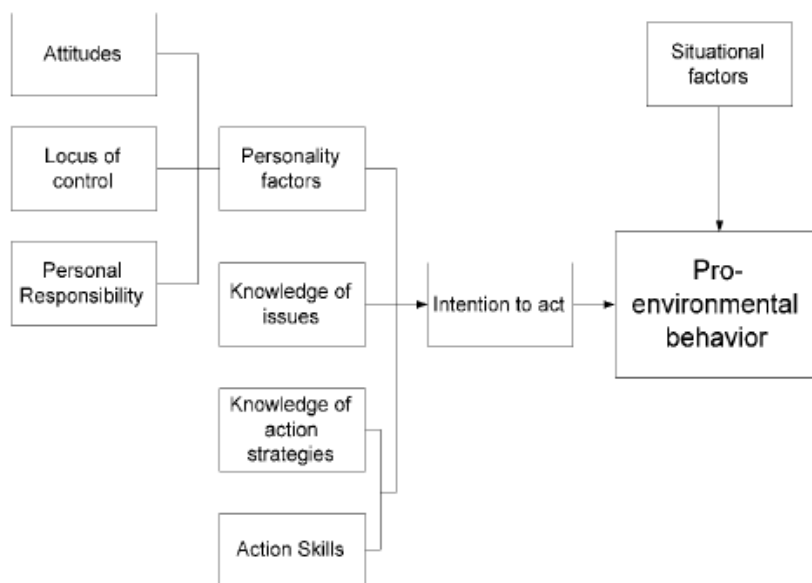 Attitudes
Situational
factors
Locus of
control
Personality
factors
Personal
Responsibility
Knowledge of
issues
Intention to act
Pro-
environmental
behavior
Knowledge of
action
strategies
Action Skills